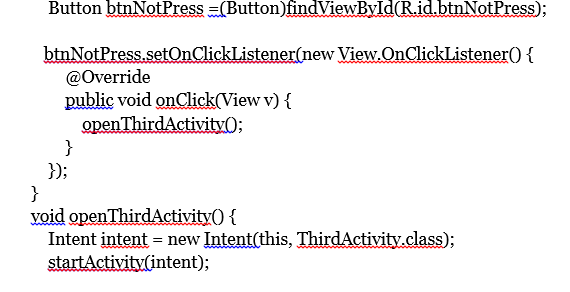 Button btnNotPress =(Button)findViewById(R.id.btnNotPress);
btnNotPress.setOnClickListener(new View.OnClickListener() {
@Override
public void onClick(View v) {
openThirdActivity();
}
});
}
void openThirdActivity() {
Intent intent = new Intent(this, ThirdActivity.class);
startActivity(intent);